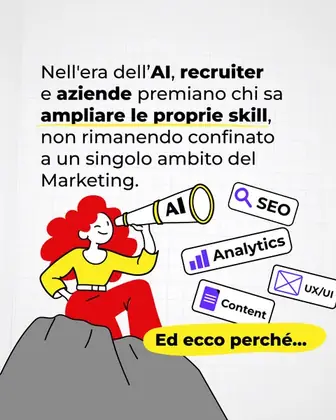 Nell'era dell’AI, recruiter
e aziende premiano chi sa
ampliare le proprie skill,
non rimanendo confinato
a un singolo ambito del
Marketing.
AI
SEO
Analytics
UX/UI
Content
Ed ecco perché...